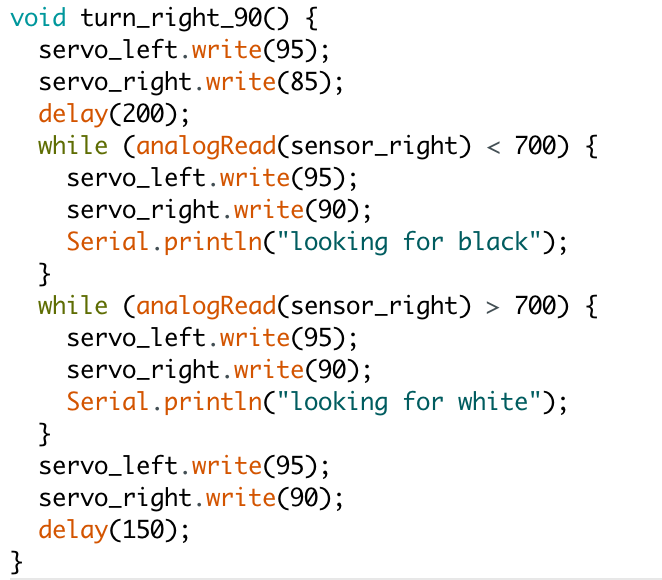 void turn_right_90() {
  servo_left.write(95);
  servo_right.write(85);
  delay(200);
  while (analogRead(sensor_right) < 700) {
    servo_left.write(95);
    servo_right.write(90);
    Serial.println("looking for black");
  }
  while (analogRead(sensor_right) > 700) {
    servo_left.write(95);
    servo_right.write(90);
    Serial.println("looking for white");
  }
  servo_left.write(95);
  servo_right.write(90);
  delay(150);
}